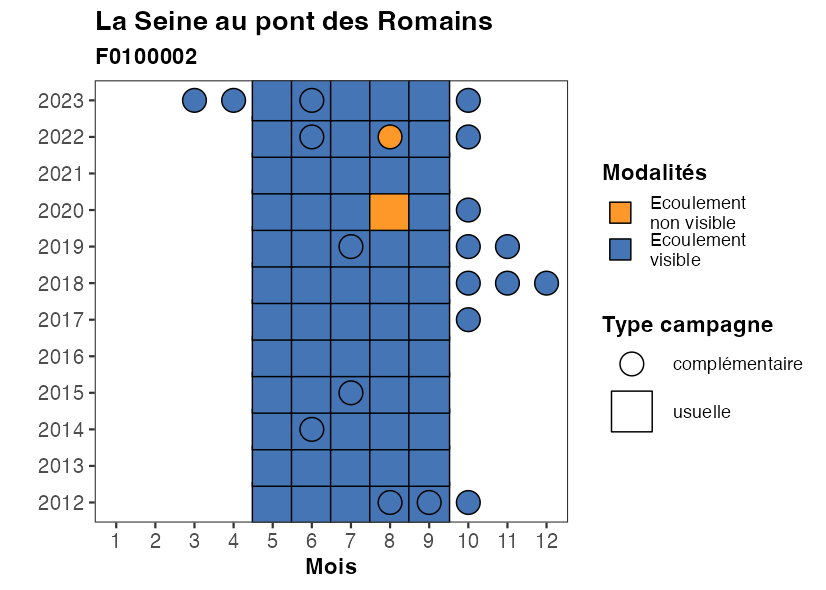 La Seine au pont des Romains
F0100002
2023
2022
2021
2020
2019
2018
2017
2016
2015
2014
2013
2012
1 2 3 4 5 6 7 8 9 10 11 12
Mois
Modalités
Ecoulement
non visible
Ecoulement
visible
Type campagne
complémentaire
usuelle